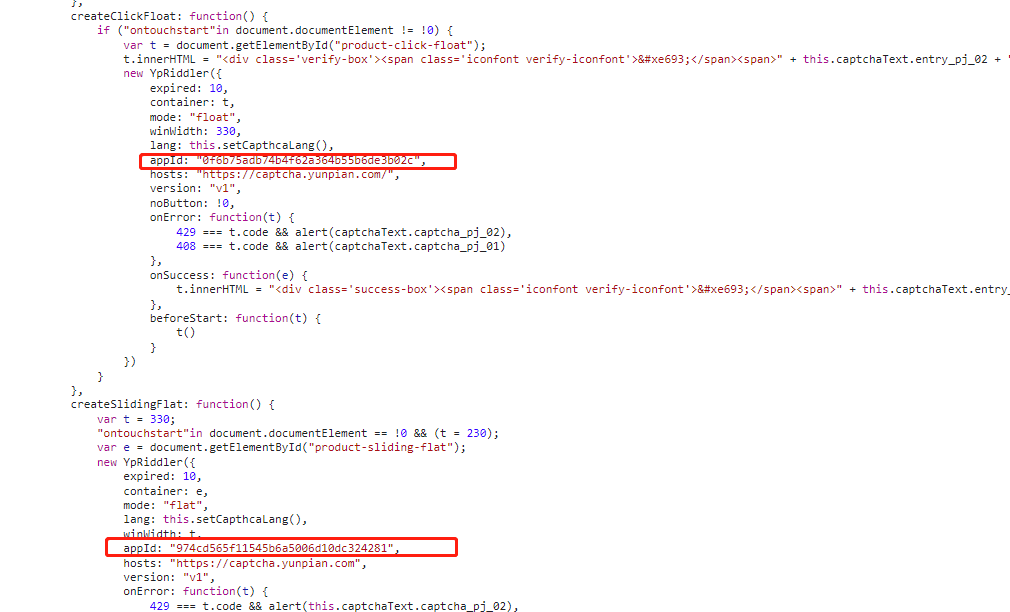 },
createClickFloat: function() {
if ("ontouchstart"in document.documentElement != !0) {
var t = document.getElementById("product-click-float");
t.innerHTML = "<div class='verify-box'><span class='iconfont verify-iconfont'>&#xe693;</span><span>" + this.captchaText.entry_pj_02 + "
new YpRiddler({
expired: 10,
container: t,
mode: "float",
winWidth: 330,
lang: this.setCapthcaLang(),
appId: "0f6b75adb74b4f62a364b55b6de3b02c",
hosts: "https://captcha.yunpian.com/",
version: "v1",
noButton: !0,
onError: function(t) {
429 === t.code && alert(captchaText.captcha_pj_02),
408 === t.code && alert(captchaText.captcha_pj_01)
},
onSuccess: function(e) {
t.innerHTML = "<div class='success-box'><span class='iconfont verify-iconfont'>&#xe693;</span><span>" + this.captchaText.entry_
},
beforeStart: function(t) {
t()
}
})
}
},
createSlidingFlat: function() {
var t = 330;
"ontouchstart"in document.documentElement == !0 && (t = 230);
var e = document.getElementById("product-sliding-flat");
new YpRiddler({
expired: 10,
container: e,
mode: "flat",
lang: this.setCapthcaLang(),
winWidth: t,
appId: "974cd565f11545b6a5006d10dc324281",
hosts: "https://captcha.yunpian.com",
version: "v1",
onError: function(t) {
429 === t.code && alert(this.captchaText.captcha_pj_02),